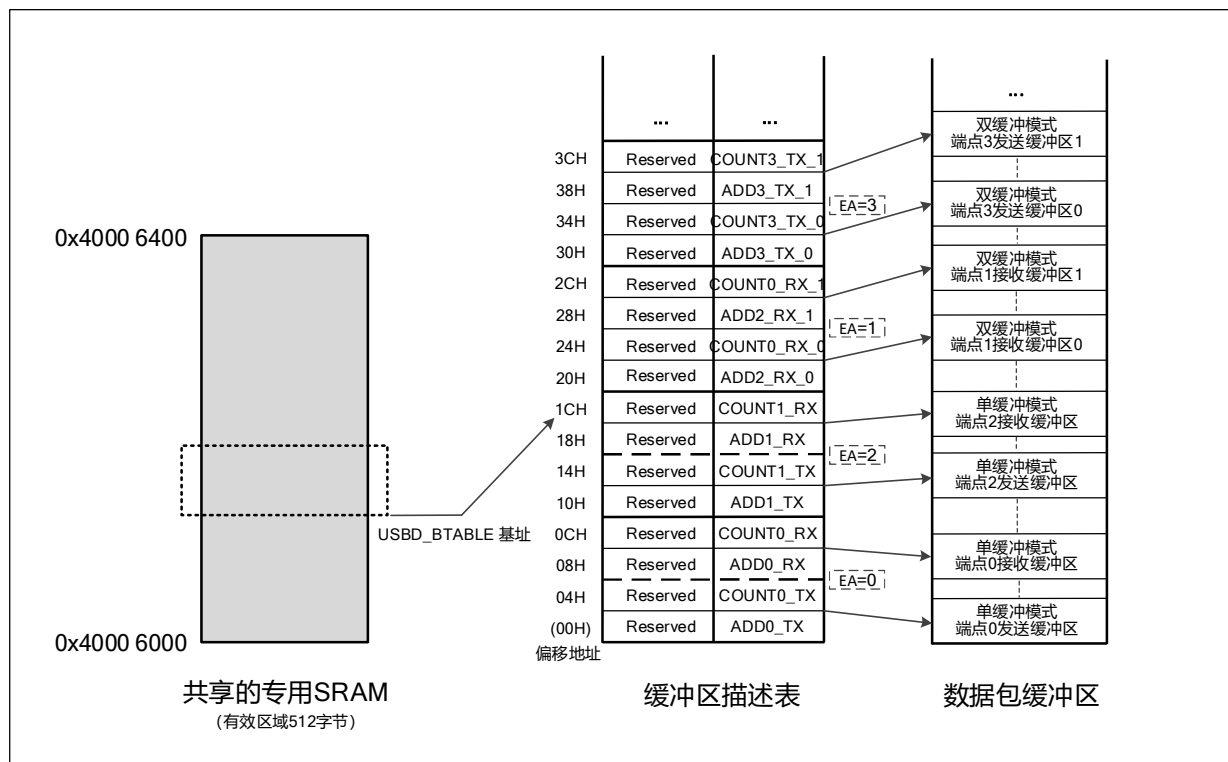 0x4000 6400
0x4000 6000
共享的专用SRAM
(有效区域512字节)
USBD_BTABLE 基址
... ...
3CH Reserved COUNT3_TX_1
38H Reserved ADD3_TX_1
34H Reserved COUNT3_TX_0
30H Reserved ADD3_TX_0
2CH Reserved COUNT0_RX_1
28H Reserved ADD2_RX_1
24H Reserved COUNT0_RX_0
20H Reserved ADD2_RX_0
1CH Reserved COUNT1_RX
18H Reserved ADD1_RX
14H Reserved COUNT1_TX
10H Reserved ADD1_TX
0CH Reserved COUNT0_RX
08H Reserved ADD0_RX
04H Reserved COUNT0_TX
(00H) Reserved ADD0_TX
偏移地址
缓冲区描述表
EA=3
EA=1
EA=2
EA=0
...
双缓冲模式
端点3发送缓冲区1
双缓冲模式
端点3发送缓冲区0
双缓冲模式
端点1接收缓冲区1
双缓冲模式
端点1接收缓冲区0
单缓冲模式
端点2接收缓冲区
单缓冲模式
端点2发送缓冲区
单缓冲模式
端点0接收缓冲区
单缓冲模式
端点0发送缓冲区
数据包缓冲区